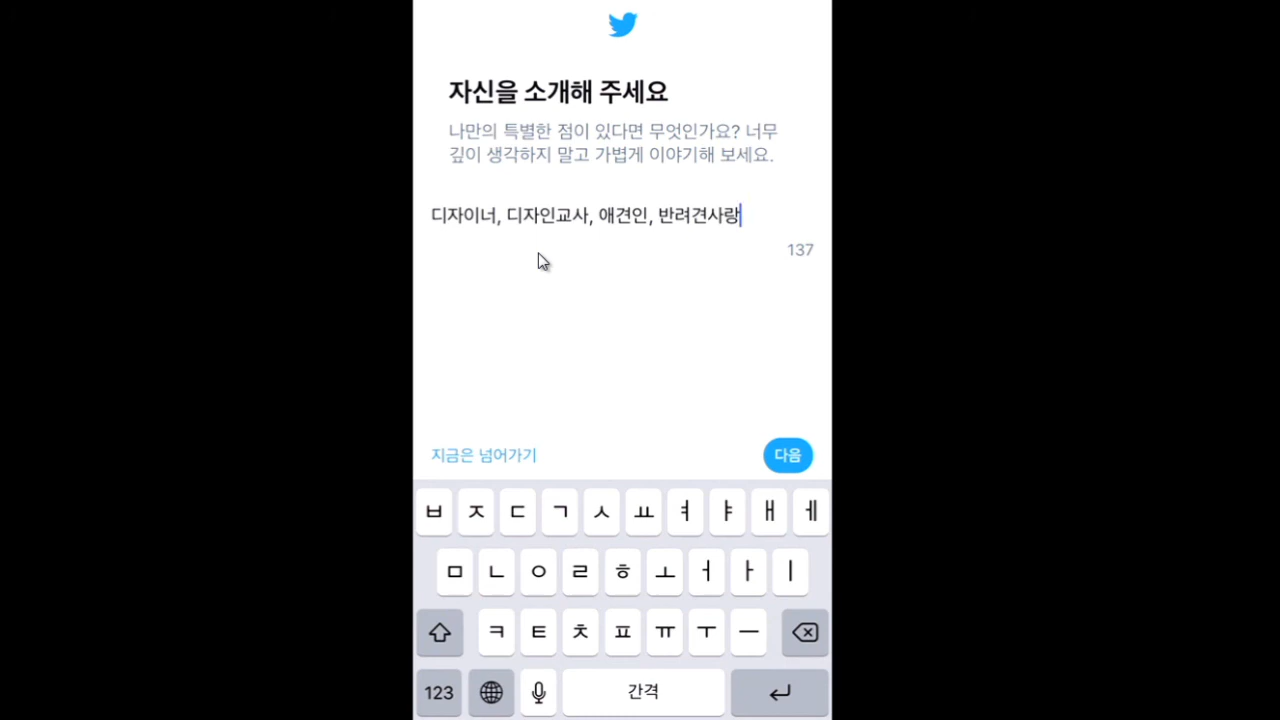 자신을 소개해 주세요
나만의 특별한 점이 있다면 무엇인가요? 너무
깊이 생각하지 말고 가볍게 이야기해 보세요.
디자이너, 디자인교사, 애견인, 반려견사랑
137
지금은 넘어가기 다음
ㅂ ㅈ ㄷ ㄱ ㅅ ㅛ ㅕ ㅑ ㅐ ㅔ
ㅁ ㄴ ㅇ ㄹ ㅎ ㅗ ㅓ ㅏ ㅣ
ㅋ ㅌ ㅊ ㅍ ㅠ ㅜ ㅡ
123 간격